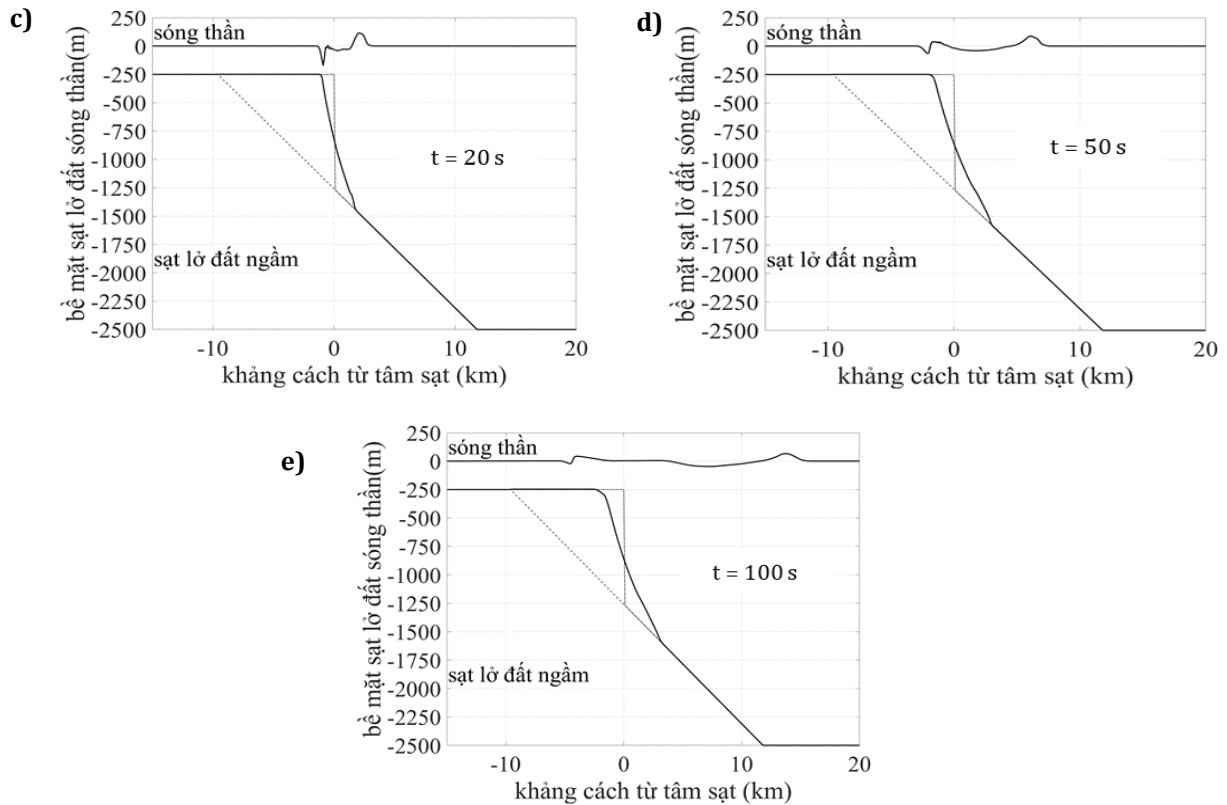 c)
bề mặt sạt lở đất sóng thần(m)
250
0
-250
-500
-750
-1000
-1250
-1500
-1750
-2000
-2250
-2500
sóng thần
t = 20 s
sạt lở đất ngầm
-10
0
10
20
khảng cách từ tâm sạt (km)
d)
bề mặt sạt lở đất sóng thần(m)
250
0
-250
-500
-750
-1000
-1250
-1500
-1750
-2000
-2250
-2500
sóng thần
t = 50 s
sạt lở đất ngầm
-10
0
10
20
khảng cách từ tâm sạt (km)
e)
bề mặt sạt lở đất sóng thần(m)
250
0
-250
-500
-750
-1000
-1250
-1500
-1750
-2000
-2250
-2500
sóng thần
t = 100 s
sạt lở đất ngầm
-10
0
10
20
khảng cách từ tâm sạt (km)